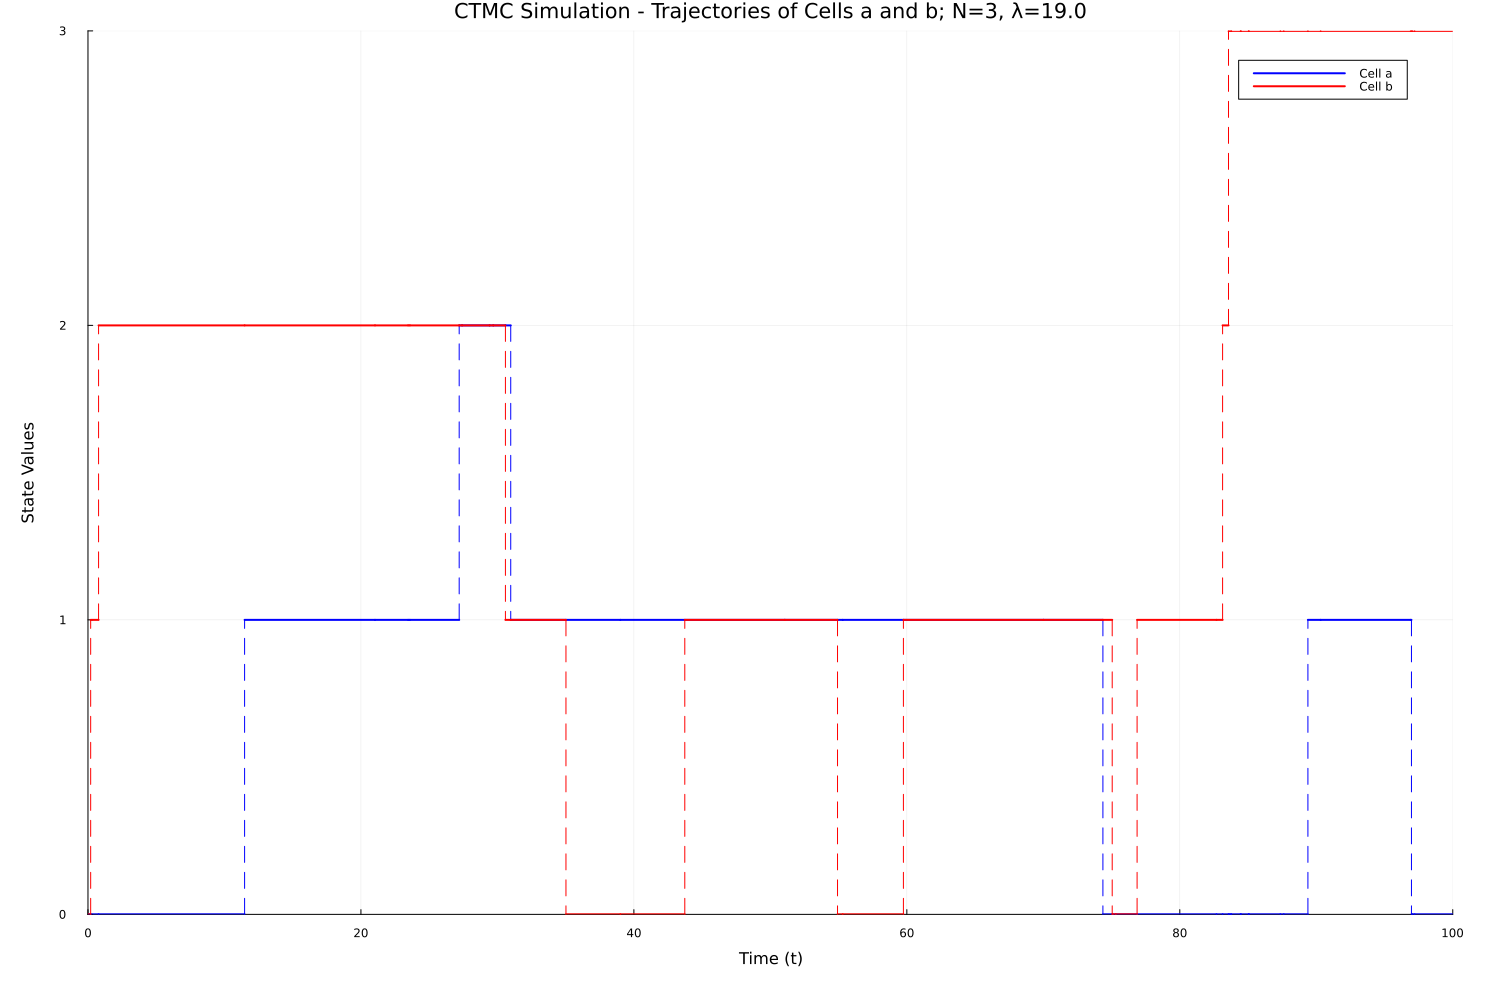 CTMC Simulation - Trajectories of Cells a and b; N=3, λ=19.0
3
Cell a
Cell b
2
State Values
1
0
0 20 40 60 80 100
Time (t)